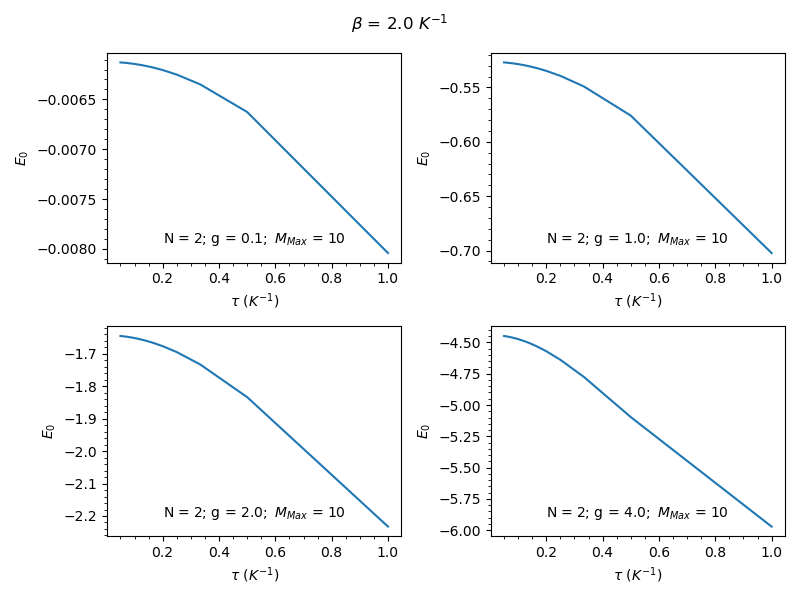 β = 2.0 K⁻¹
−0.0065
−0.0070
−0.0075
−0.0080
E₀
N = 2; g = 0.1; M_Max = 10
0.2 0.4 0.6 0.8 1.0
τ (K⁻¹)
−0.55
−0.60
−0.65
−0.70
E₀
N = 2; g = 1.0; M_Max = 10
0.2 0.4 0.6 0.8 1.0
τ (K⁻¹)
−1.7
−1.8
−1.9
−2.0
−2.1
−2.2
E₀
N = 2; g = 2.0; M_Max = 10
0.2 0.4 0.6 0.8 1.0
τ (K⁻¹)
−4.50
−4.75
−5.00
−5.25
−5.50
−5.75
−6.00
E₀
N = 2; g = 4.0; M_Max = 10
0.2 0.4 0.6 0.8 1.0
τ (K⁻¹)